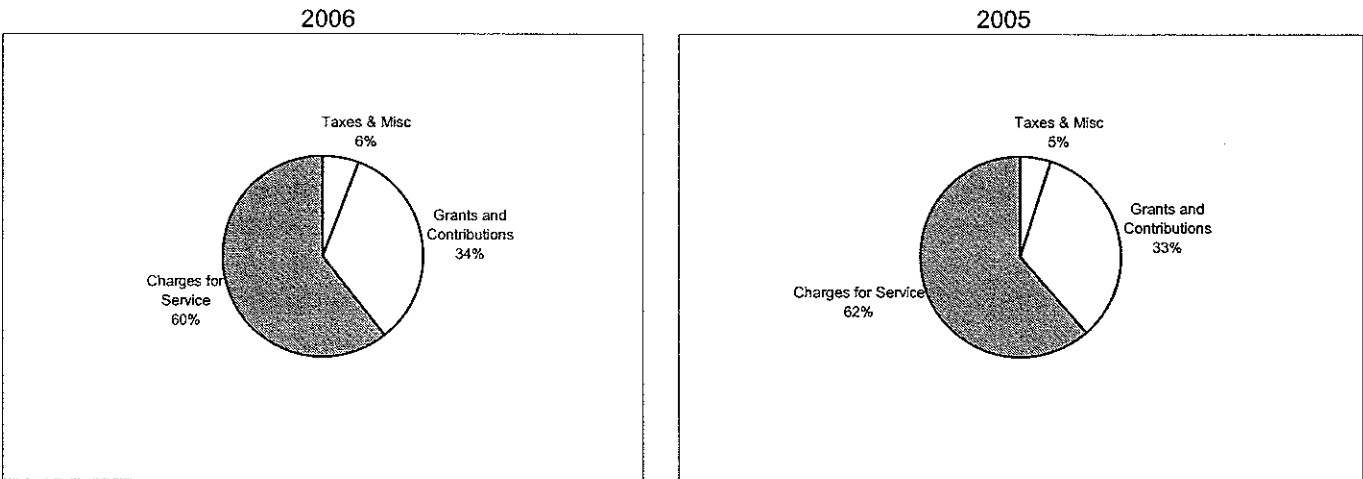 2006
Taxes & Misc
6%
Grants and
Contributions
34%
Charges for
Service
60%
2005
Taxes & Misc
5%
Grants and
Contributions
33%
Charges for Service
62%